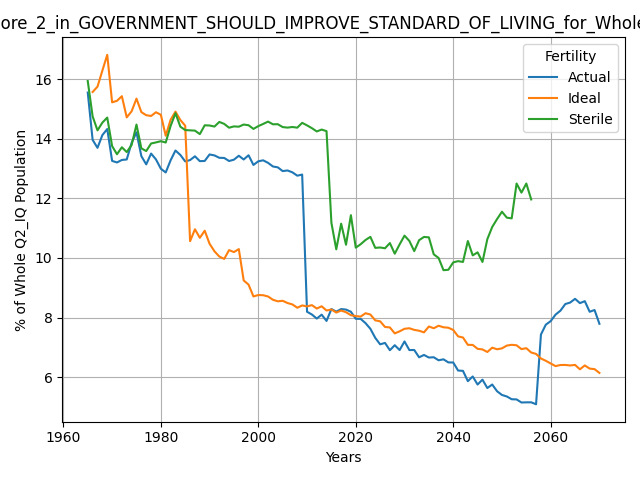 ore_2_in_GOVERNMENT_SHOULD_IMPROVE_STANDARD_OF_LIVING_for_Whole
Fertility
Actual
Ideal
Sterile
% of Whole Q2_IQ Population
16
14
12
10
8
6
1960
1980
2000
2020
2040
2060
Years